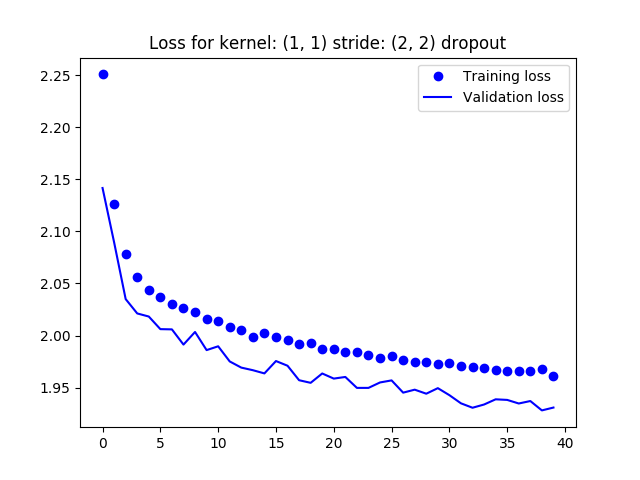 Loss for kernel: (1, 1) stride: (2, 2) dropout
Training loss
Validation loss
2.25
2.20
2.15
2.10
2.05
2.00
1.95
0 5 10 15 20 25 30 35 40